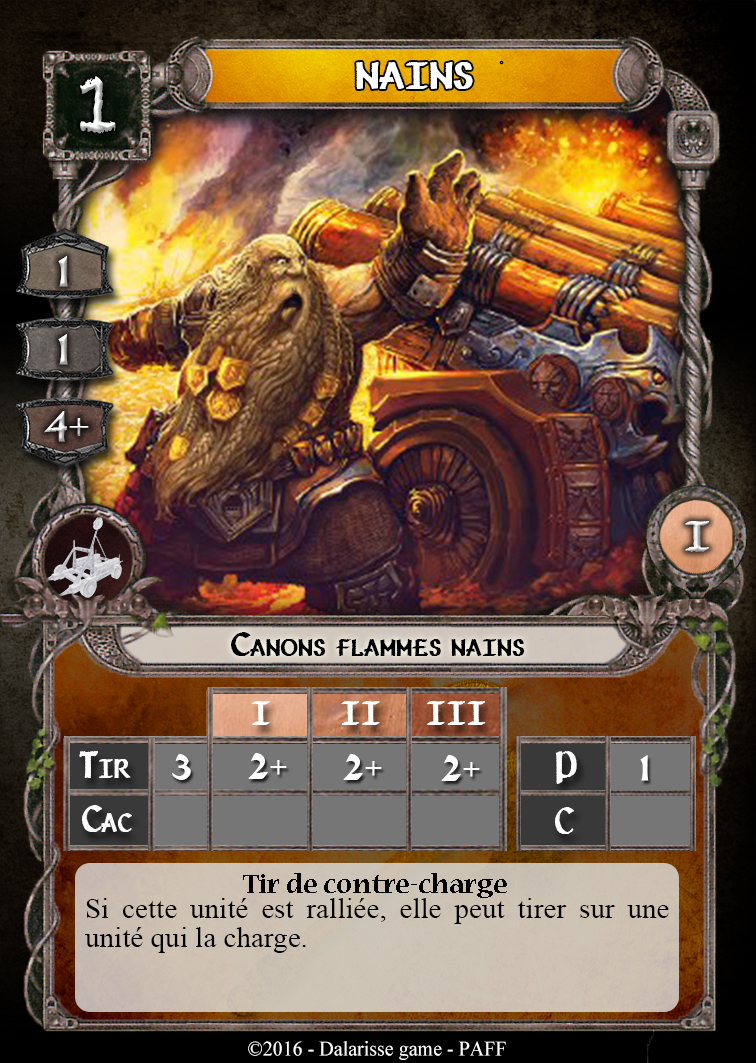 1
NAINS
1
1
4+
I
CANONS FLAMMES NAINS
I II III
TIR 3 2+ 2+ 2+ P 1
CAC C
Tir de contre-charge
Si cette unité est ralliée, elle peut tirer sur une
unité qui la charge.
©2016 - Dalarisse game - PAFF